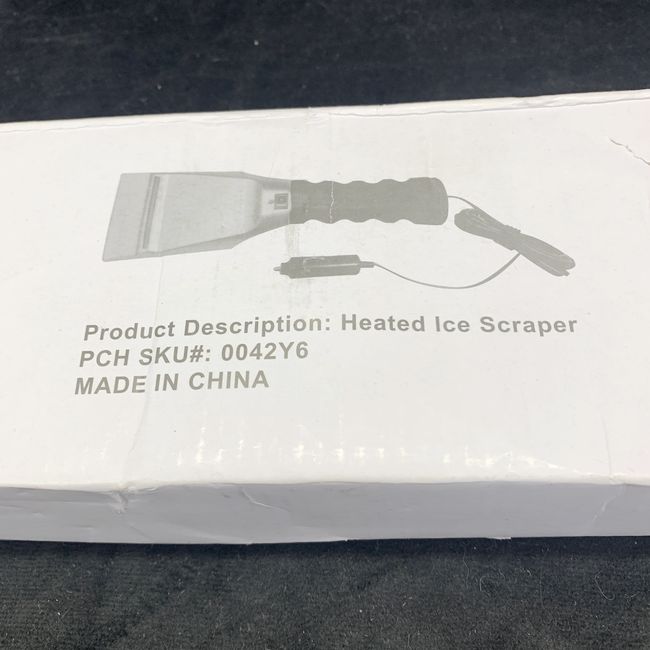 Product Description: Heated Ice Scraper
PCH SKU#: 0042Y6
MADE IN CHINA